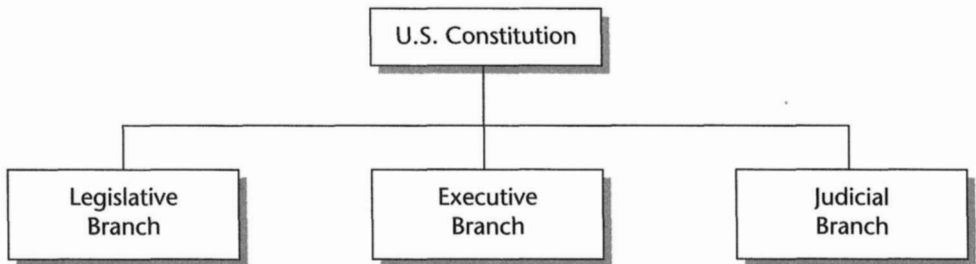 U.S. Constitution
Legislative
Branch
Executive
Branch
Judicial
Branch